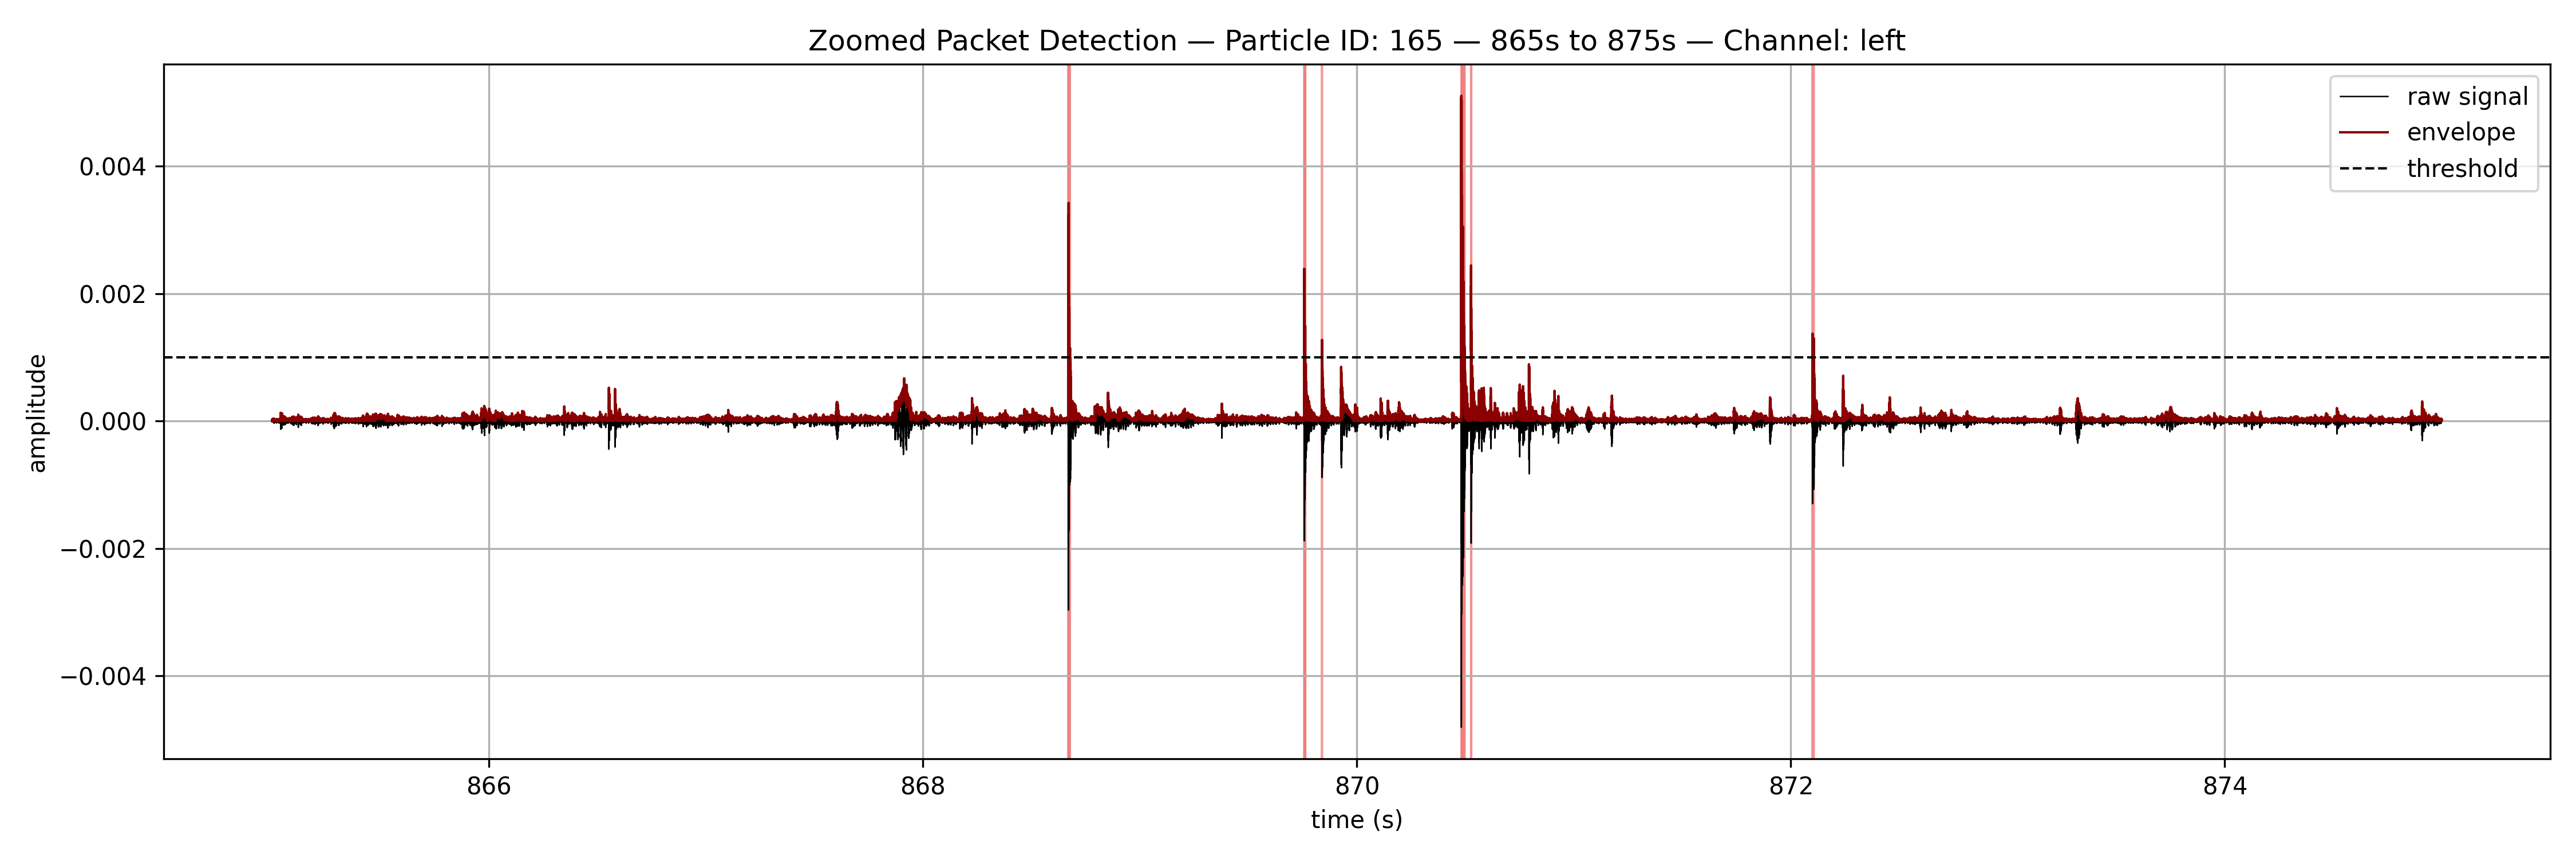 Zoomed Packet Detection — Particle ID: 165 — 865s to 875s — Channel: left
raw signal
envelope
threshold
0.004
0.002
0.000
−0.002
−0.004
amplitude
866
868
870
872
874
time (s)